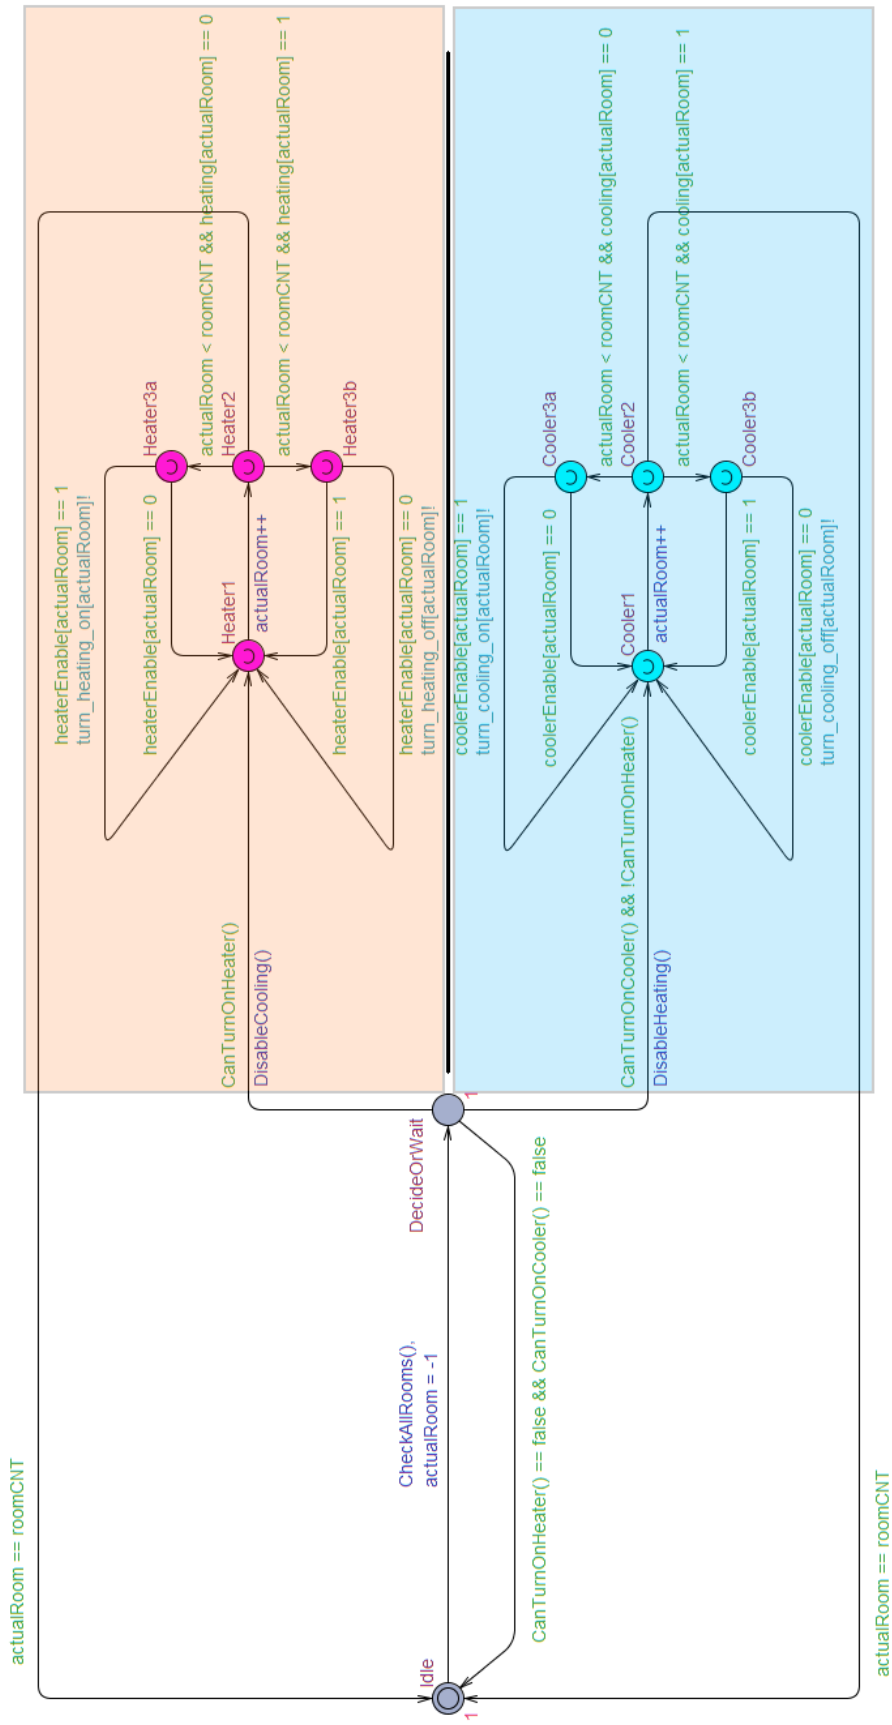 actualRoom == roomCNT
heaterEnable[actualRoom] == 1
turn_heating_on[actualRoom]!
Heater3a
heaterEnable[actualRoom] == 0
actualRoom < roomCNT && heating[actualRoom] == 0
Heater2
Heater1
actualRoom++
CanTurnOnHeater()
DisableCooling()
actualRoom < roomCNT && heating[actualRoom] == 1
Heater3b
heaterEnable[actualRoom] == 1
heaterEnable[actualRoom] == 0
turn_heating_off[actualRoom]!
Idle
1
CheckAllRooms(),
actualRoom = -1
DecideOrWait
1
CanTurnOnHeater() == false && CanTurnOnCooler() == false
coolerEnable[actualRoom] == 1
turn_cooling_on[actualRoom]!
Cooler3a
coolerEnable[actualRoom] == 0
actualRoom < roomCNT && cooling[actualRoom] == 0
Cooler2
Cooler1
actualRoom++
CanTurnOnCooler() && !CanTurnOnHeater()
DisableHeating()
actualRoom < roomCNT && cooling[actualRoom] == 1
Cooler3b
coolerEnable[actualRoom] == 1
coolerEnable[actualRoom] == 0
turn_cooling_off[actualRoom]!
actualRoom == roomCNT